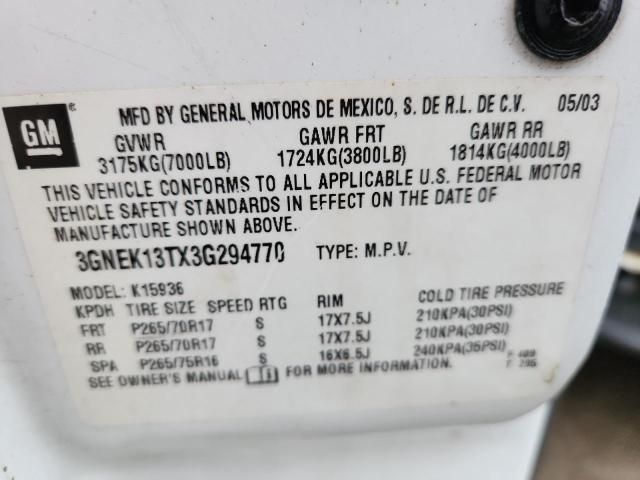 GM ®
MFD BY GENERAL MOTORS DE MEXICO, S. DE R.L. DE C.V. 05/03
GVWR GAWR FRT GAWR RR
3175KG(7000LB) 1724KG(3800LB) 1814KG(4000LB)
THIS VEHICLE CONFORMS TO ALL APPLICABLE U.S. FEDERAL MOTOR
VEHICLE SAFETY STANDARDS IN EFFECT ON THE DATE OF
MANUFACTURE SHOWN ABOVE.
3GNEK13TX3G294770 TYPE: M.P.V.
MODEL: K15936
KPDH TIRE SIZE SPEED RTG RIM COLD TIRE PRESSURE
FRT P265/70R17 S 17X7.5J 210KPA(30PSI)
RR P265/70R17 S 17X7.5J 210KPA(30PSI)
SPA P265/75R16 S 16X6.5J 240KPA(35PSI)
SEE OWNER'S MANUAL FOR MORE INFORMATION.